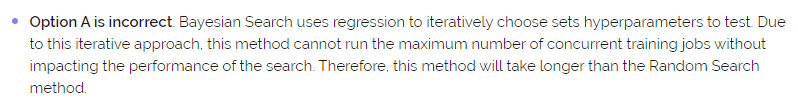 Option A is incorrect. Bayesian Search uses regression to iteratively choose sets hyperparameters to test. Due
to this iterative approach, this method cannot run the maximum number of concurrent training jobs without
impacting the performance of the search. Therefore, this method will take longer than the Random Search
method.